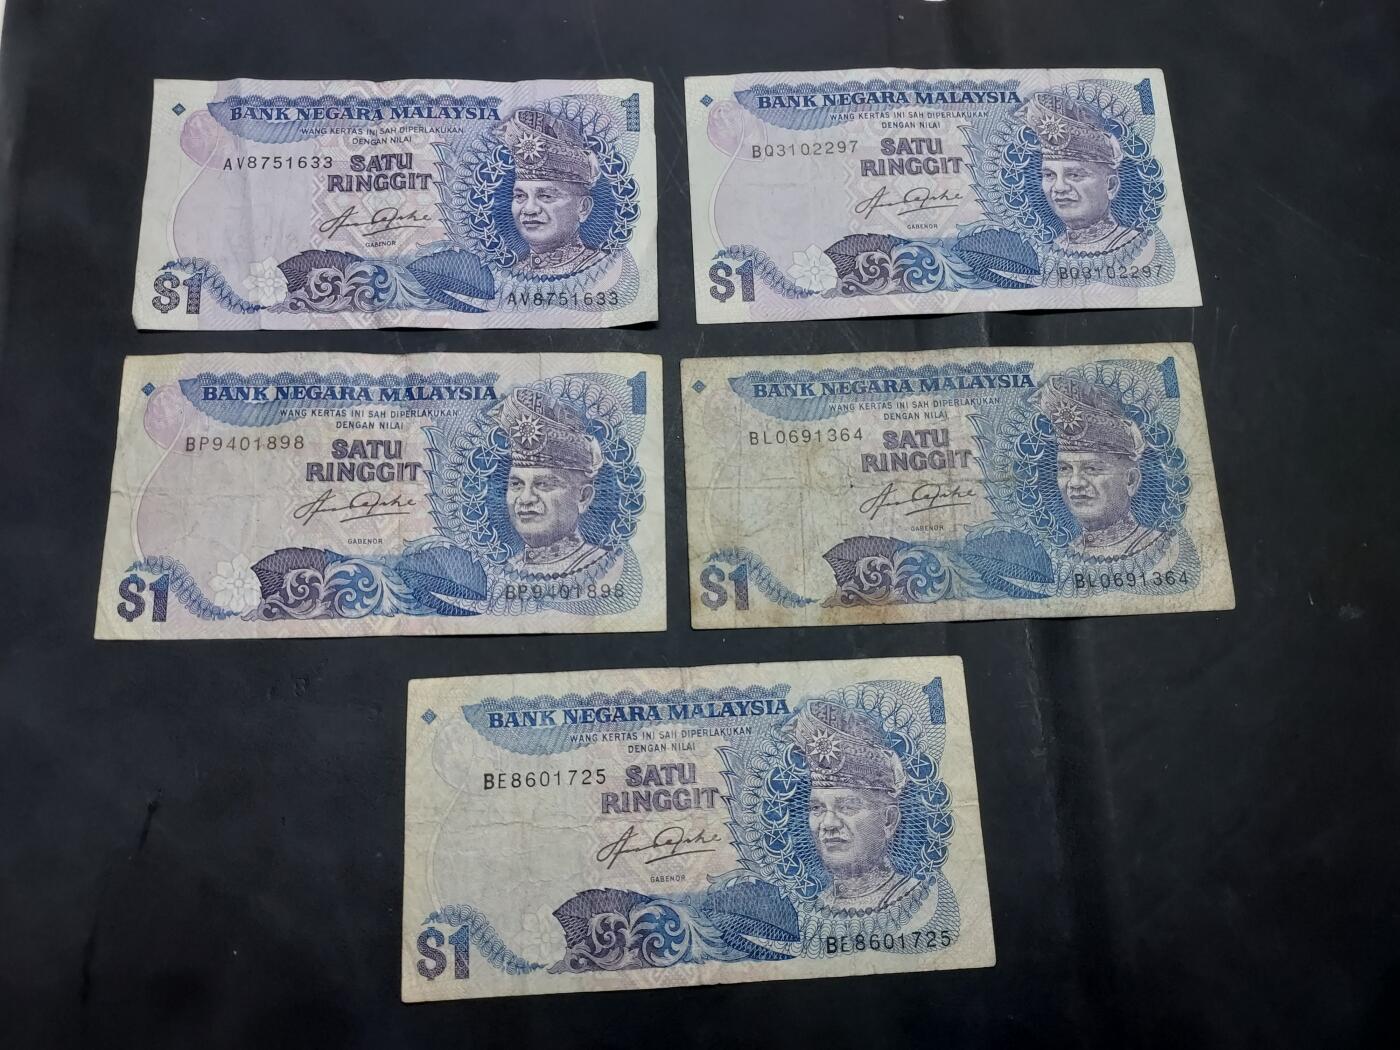 BANK NEGARA MALAYSIA 1
WANG KERTAS INI SAH DIPERLAKUKAN
DENGAN NILAI
AV8751633 SATU
RINGGIT
GABENOR
$1
AV8751633
BANK NEGARA MALAYSIA 1
WANG KERTAS INI SAH DIPERLAKUKAN
DENGAN NILAI
BQ3102297 SATU
RINGGIT
GABENOR
$1
BQ3102297
BANK NEGARA MALAYSIA 1
WANG KERTAS INI SAH DIPERLAKUKAN
DENGAN NILAI
BP9401898 SATU
RINGGIT
GABENOR
$1
BP9401898
BANK NEGARA MALAYSIA 1
WANG KERTAS INI SAH DIPERLAKUKAN
DENGAN NILAI
BL0691364 SATU
RINGGIT
GABENOR
$1
BL0691364
BANK NEGARA MALAYSIA 1
WANG KERTAS INI SAH DIPERLAKUKAN
DENGAN NILAI
BE8601725 SATU
RINGGIT
GABENOR
$1
BE8601725